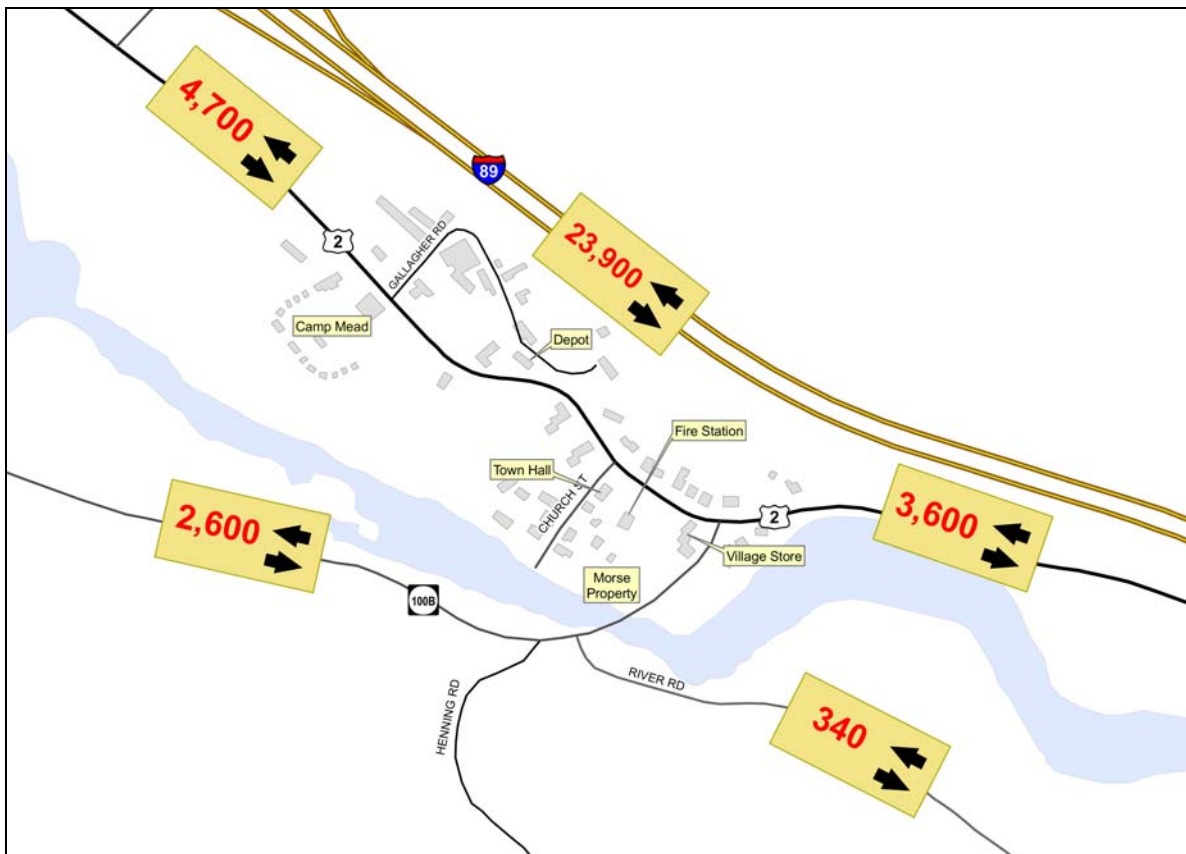 4,700
89
23,900
2
GALLAGHER RD
Camp Mead
Depot
Fire Station
Town Hall
CHURCH ST
2
3,600
2,600
Village Store
Morse
Property
100B
RIVER RD
HENNING RD
340